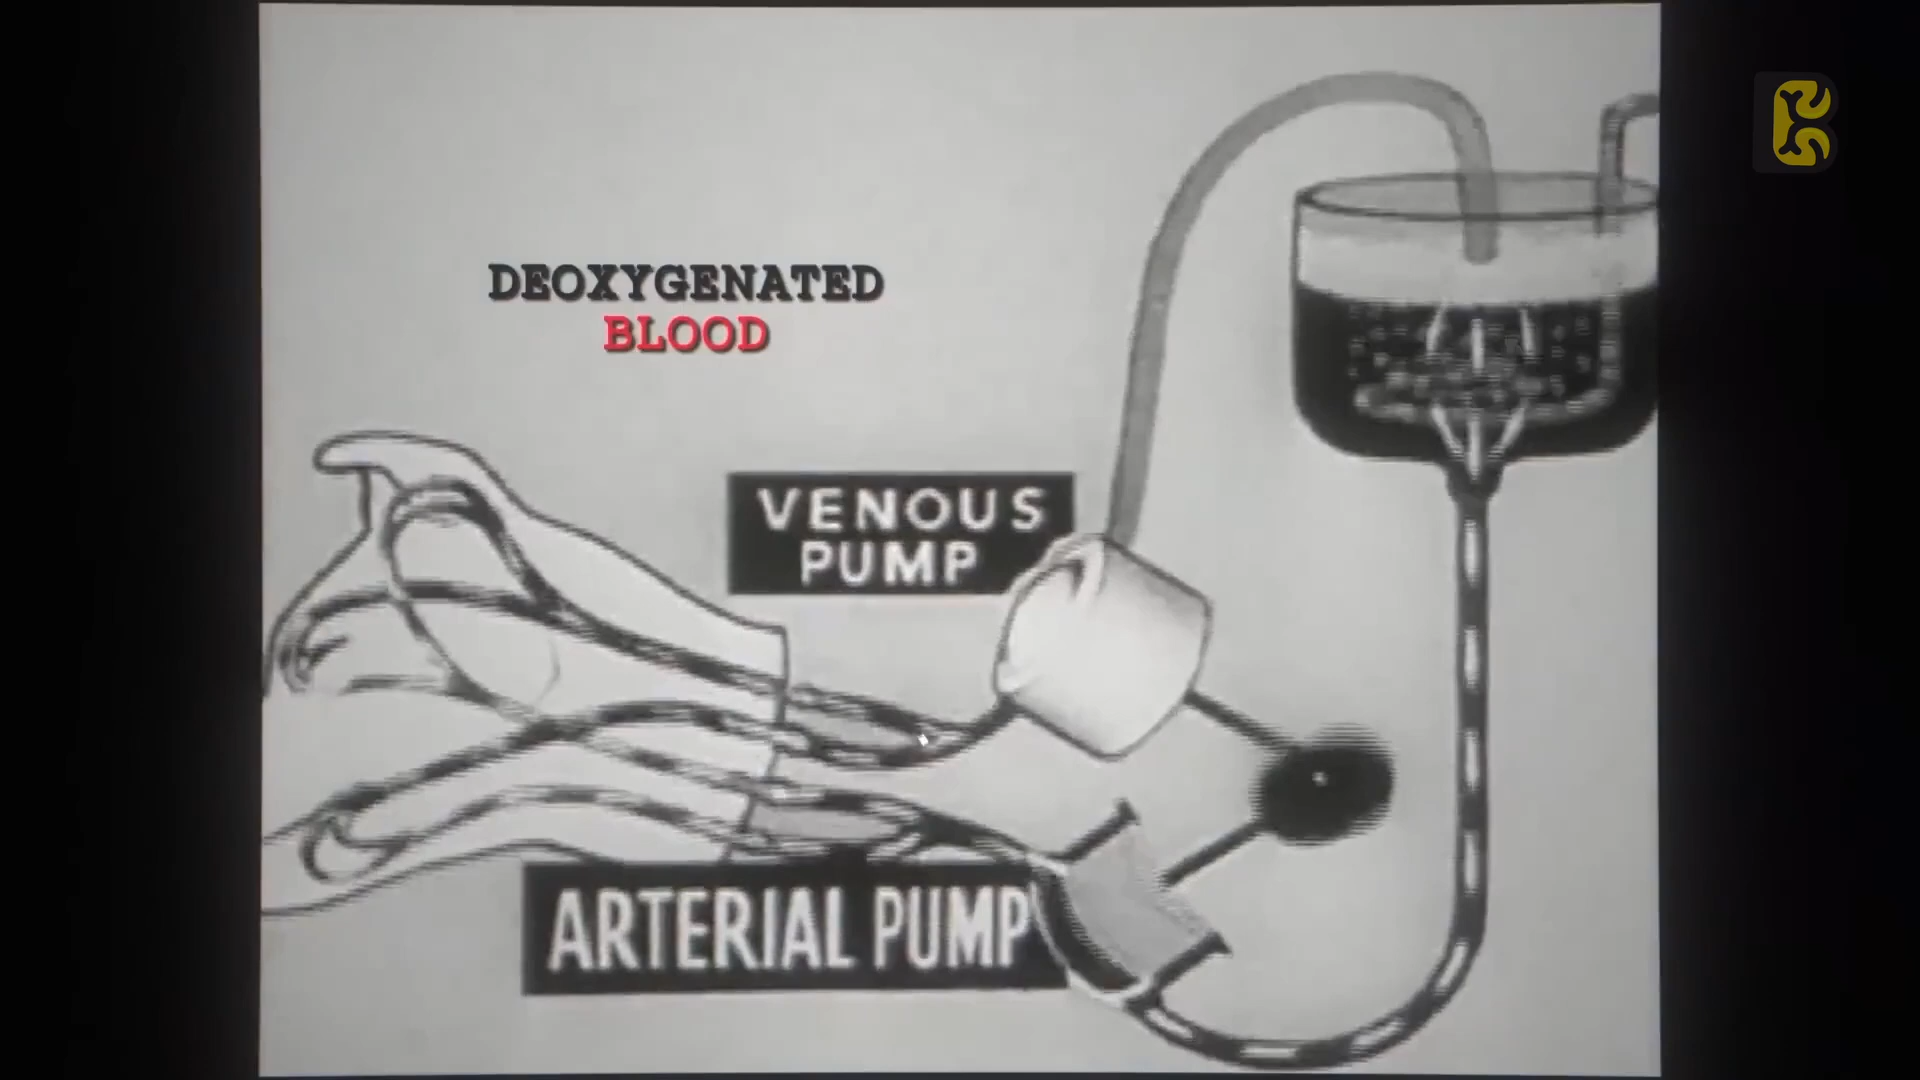 DEOXYGENATED
BLOOD
VENOUS
PUMP
ARTERIAL PUMP